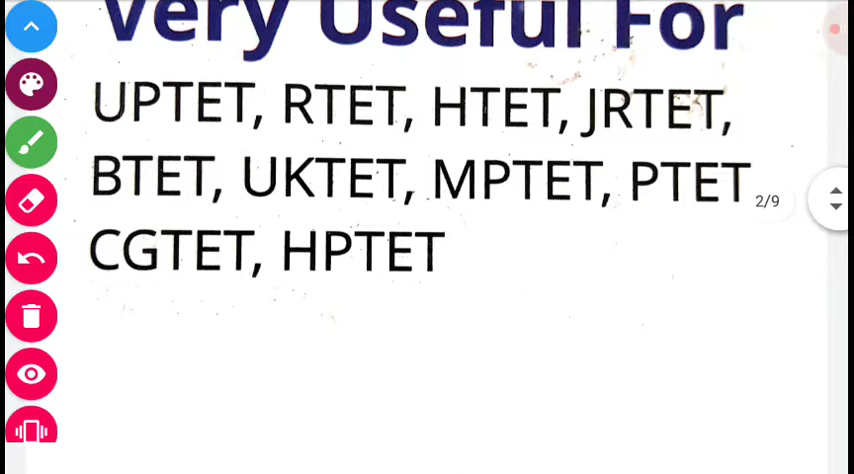 Very Useful For
UPTET, RTET, HTET, JRTET,
BTET, UKTET, MPTET, PTET
2/9
CGTET, HPTET